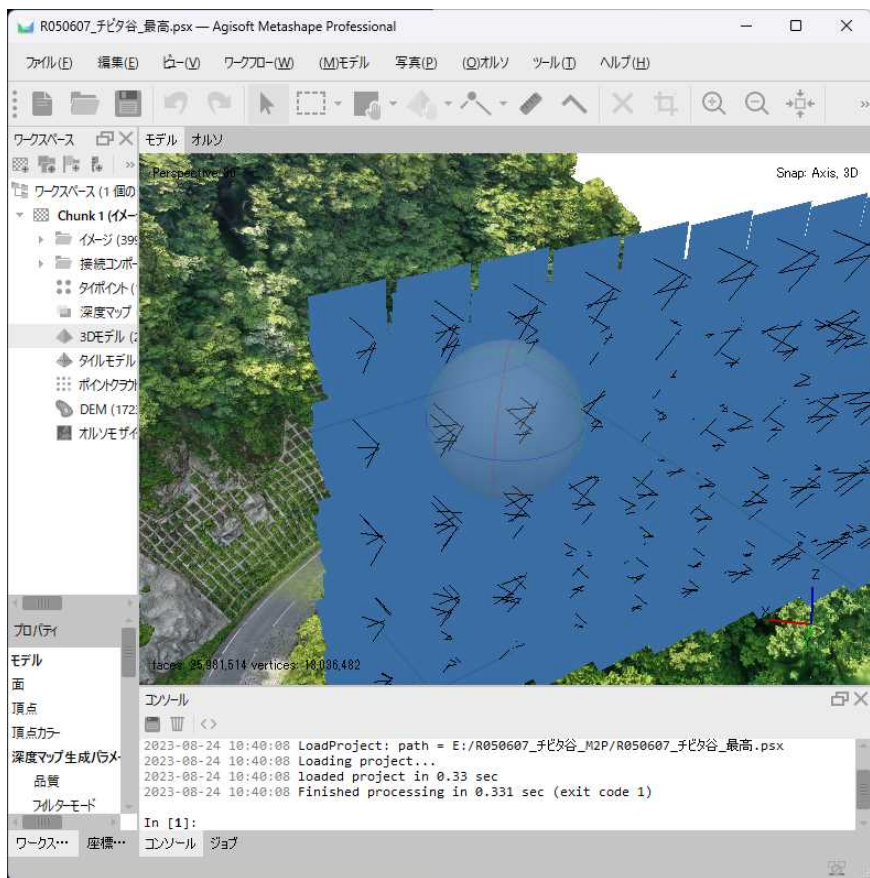 R050607_チビタ谷_最高.psx — Agisoft Metashape Professional
ファイル(F) 編集(E) ビュー(V) ワークフロー(W) (M)モデル 写真(P) (O)オルソ ツール(T) ヘルプ(H)
»
ワークスペース モデル オルソ
»
Perspective 30°
Snap: Axis, 3D
ワークスペース (1 個の
Chunk 1 (イメー
イメージ (399
接続コンポー
タイポイント (
深度マップ
3Dモデル (2
タイルモデル
ポイントクラウ
DEM (172
オルソモザイ
X
Z
faces: 25,981,514 vertices: 18,036,482
プロパティ
モデル
面
頂点
頂点カラー
深度マップ生成パラメー
品質
フィルターモード
ワークス… 座標…
コンソール
2023-08-24 10:40:08 LoadProject: path = E:/R050607_チビタ谷_M2P/R050607_チビタ谷_最高.psx
2023-08-24 10:40:08 Loading project...
2023-08-24 10:40:08 loaded project in 0.33 sec
2023-08-24 10:40:08 Finished processing in 0.331 sec (exit code 1)
In [1]:
コンソール ジョブ